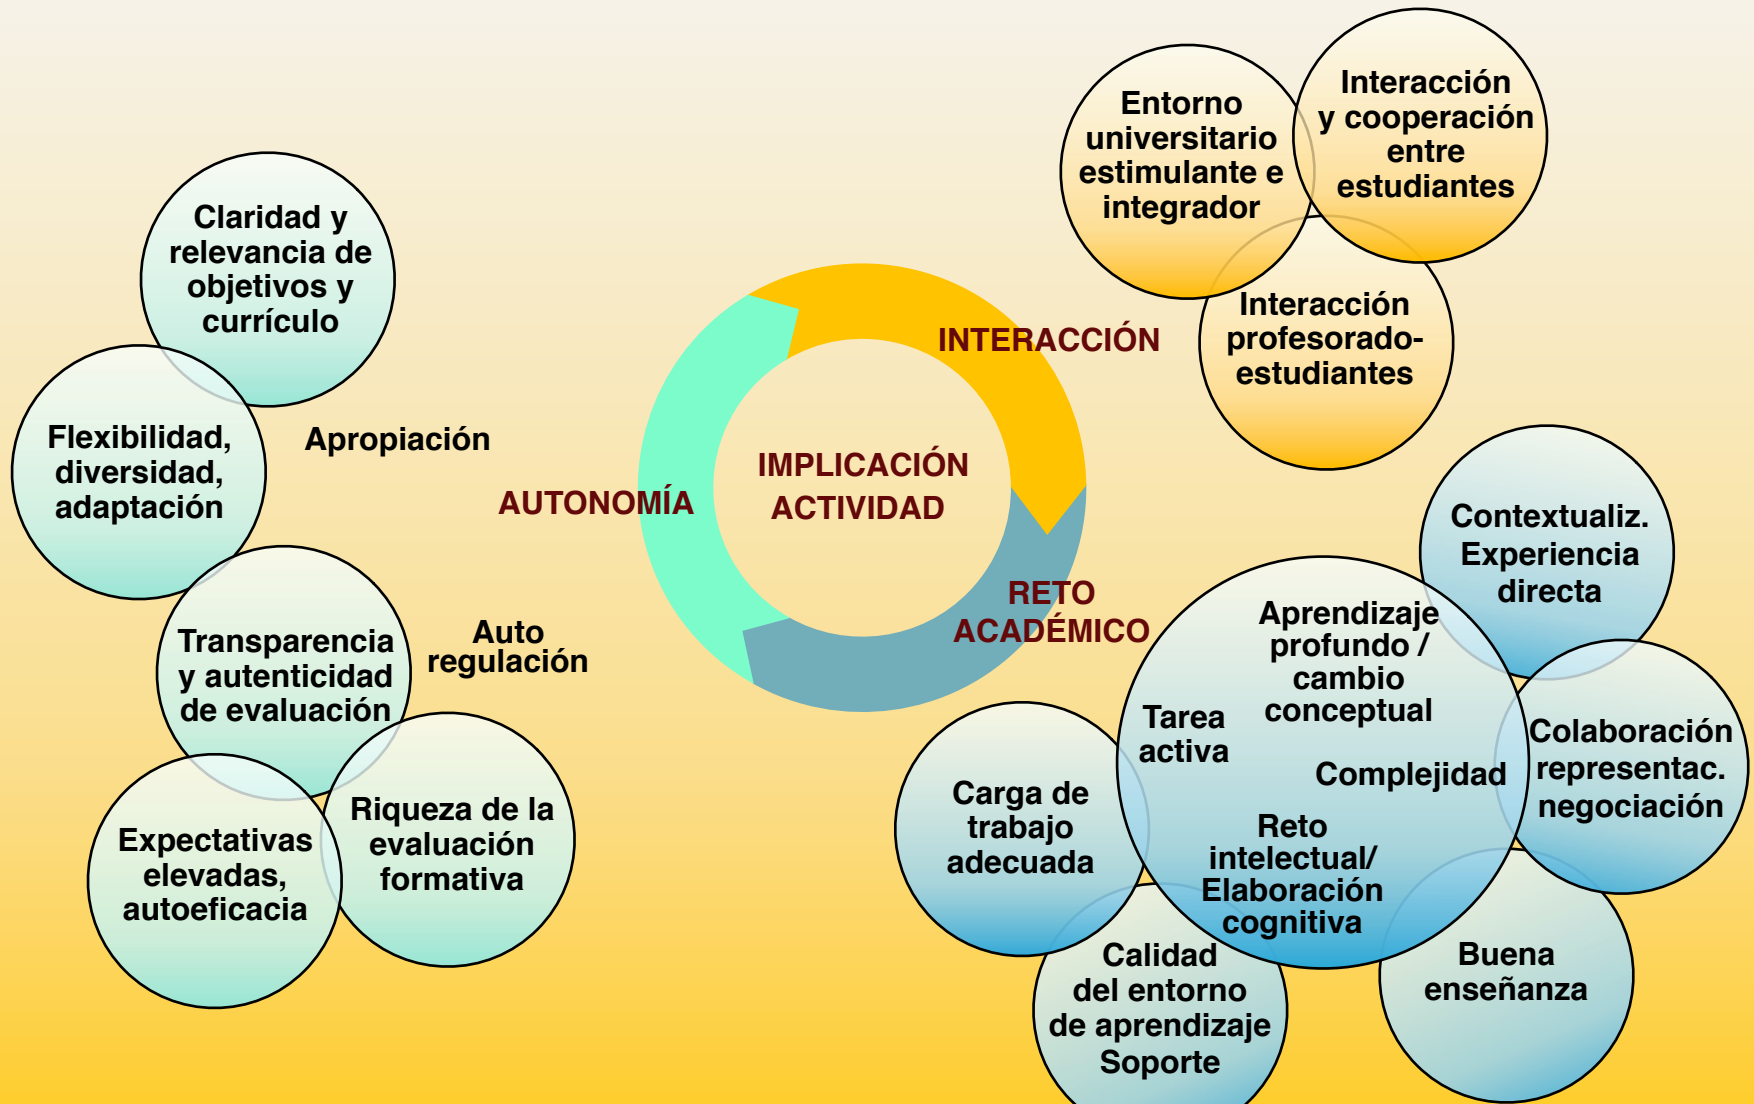 Claridad y
relevancia de
objetivos y
currículo
Flexibilidad,
diversidad,
adaptación
Apropiación
Transparencia
y autenticidad
de evaluación
Auto
regulación
Expectativas
elevadas,
autoeficacia
Riqueza de la
evaluación
formativa
AUTONOMÍA
IMPLICACIÓN
ACTIVIDAD
INTERACCIÓN
RETO
ACADÉMICO
Entorno
universitario
estimulante e
integrador
Interacción
y cooperación
entre
estudiantes
Interacción
profesorado-
estudiantes
Contextualiz.
Experiencia
directa
Aprendizaje
profundo /
cambio
conceptual
Tarea
activa
Complejidad
Reto
intelectual/
Elaboración
cognitiva
Colaboración
representac.
negociación
Carga de
trabajo
adecuada
Calidad
del entorno
de aprendizaje
Soporte
Buena
enseñanza